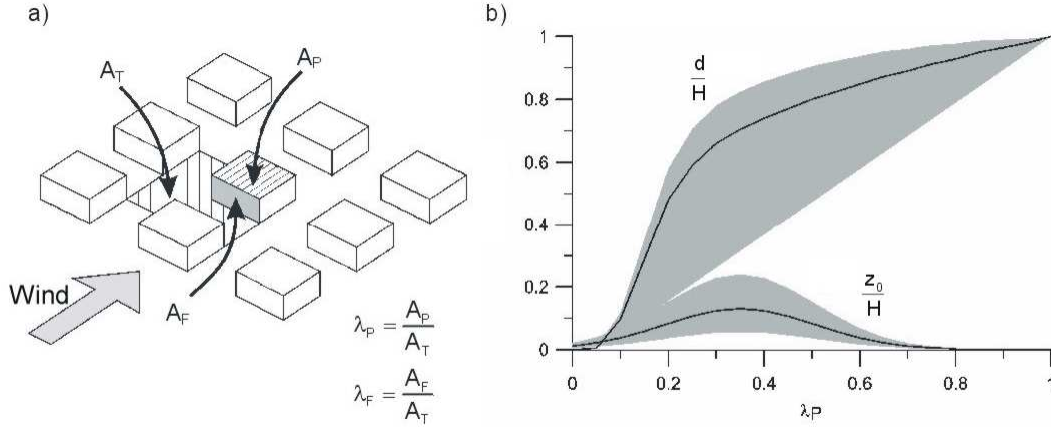 a)
A_T
A_P
Wind
A_F
λ_P = A_P / A_T
λ_F = A_F / A_T
b)
1
0.8
0.6
0.4
0.2
0
d/H
z_0/H
0 0.2 0.4 0.6 0.8 1
λ_P